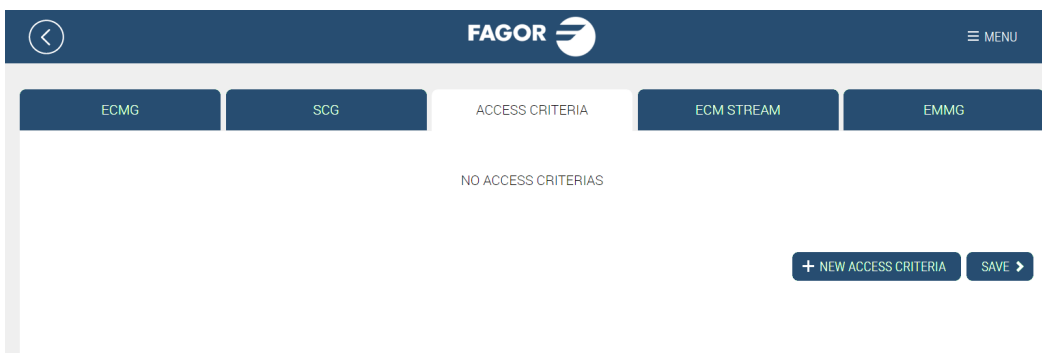 FAGOR
MENU
ECMG SCG ACCESS CRITERIA ECM STREAM EMMG
NO ACCESS CRITERIAS
NEW ACCESS CRITERIA SAVE